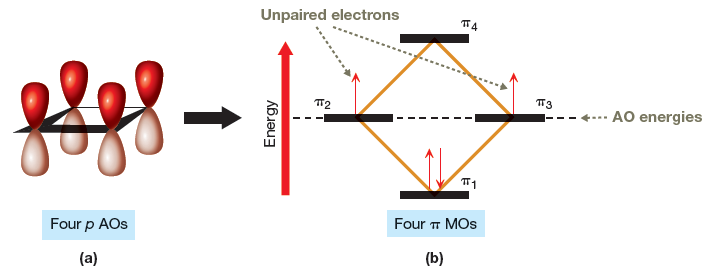 Unpaired electrons
π4
π2
π3
AO energies
Energy
π1
Four p AOs
Four π MOs
(a)
(b)